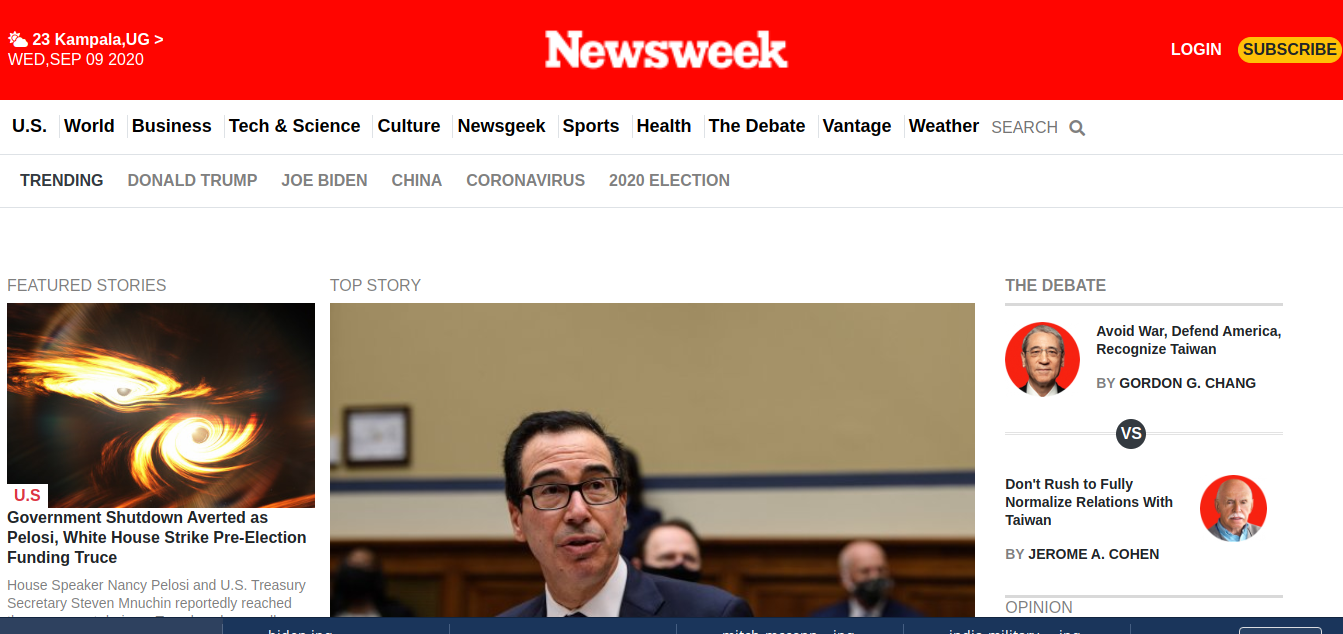 23 Kampala,UG >
WED,SEP 09 2020
Newsweek
LOGIN SUBSCRIBE
U.S. World Business Tech & Science Culture Newsgeek Sports Health The Debate Vantage Weather SEARCH
TRENDING DONALD TRUMP JOE BIDEN CHINA CORONAVIRUS 2020 ELECTION
FEATURED STORIES
U.S
Government Shutdown Averted as
Pelosi, White House Strike Pre-Election
Funding Truce
House Speaker Nancy Pelosi and U.S. Treasury
Secretary Steven Mnuchin reportedly reached
TOP STORY
THE DEBATE
Avoid War, Defend America,
Recognize Taiwan
BY GORDON G. CHANG
VS
Don't Rush to Fully
Normalize Relations With
Taiwan
BY JEROME A. COHEN
OPINION